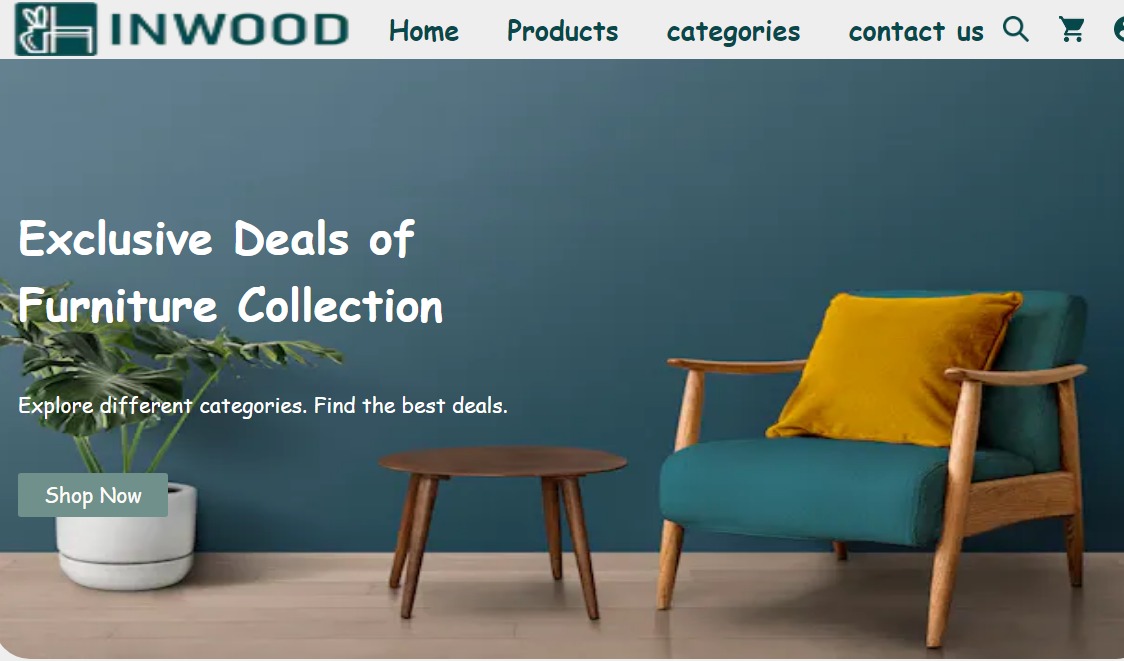 INWOOD
Home
Products
categories
contact us
Exclusive Deals of
Furniture Collection
Explore different categories. Find the best deals.
Shop Now